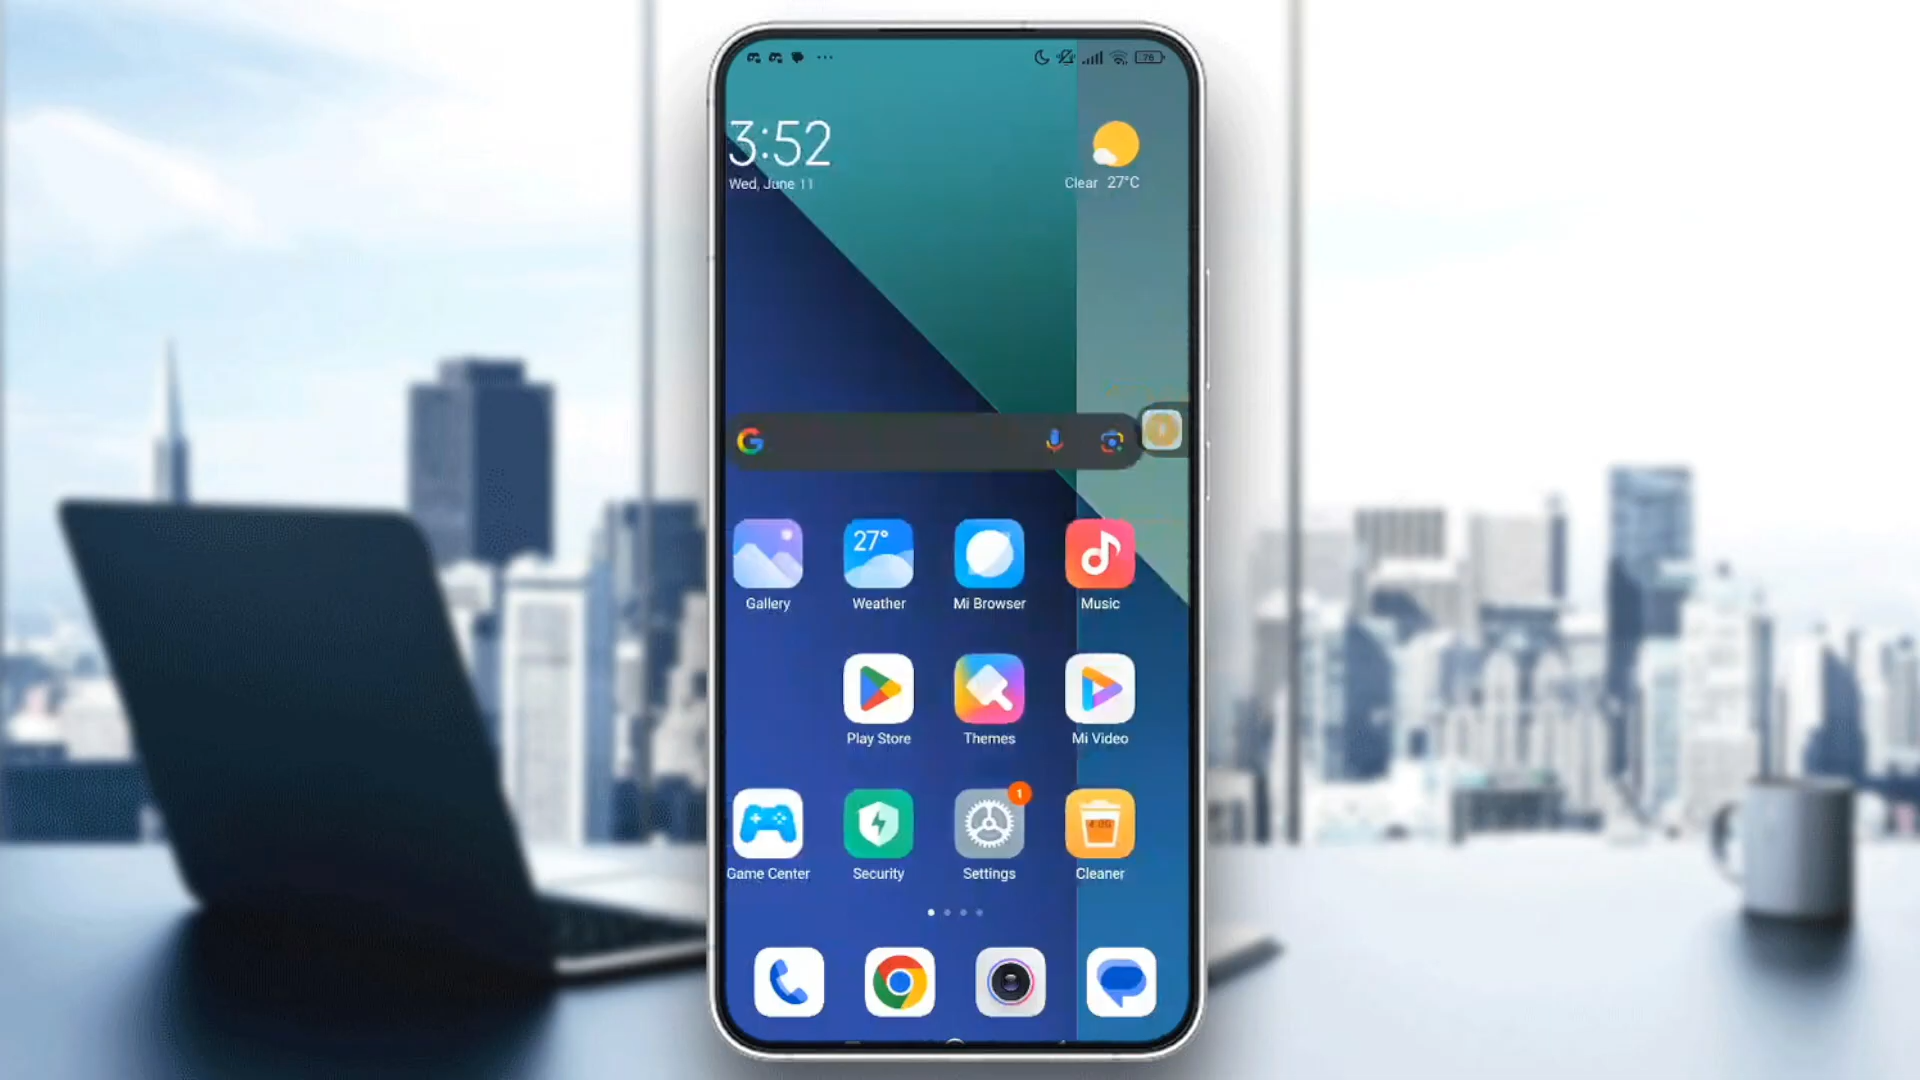 76
3:52
Wed, June 11
Clear 27°C
27°
Gallery
Weather
Mi Browser
Music
Play Store
Themes
Mi Video
1
Game Center
Security
Settings
Cleaner